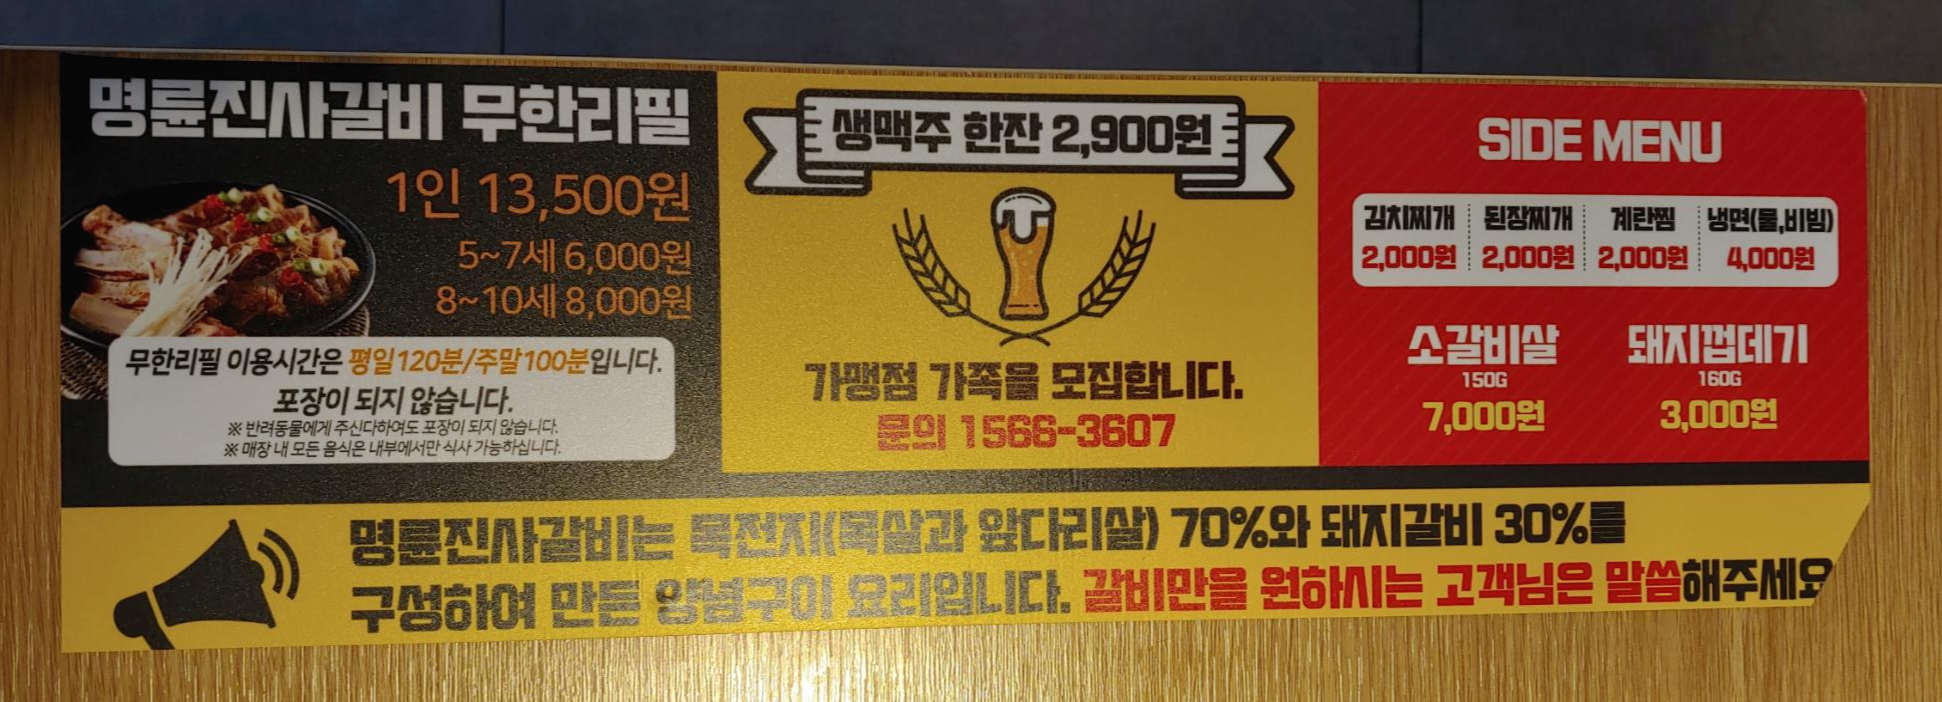 명륜진사갈비 무한리필
1인 13,500원
5~7세 6,000원
8~10세 8,000원
무한리필 이용시간은 평일120분/주말100분입니다.
포장이 되지 않습니다.
※ 반려동물에게 주신다하여도 포장이 되지 않습니다.
※ 매장 내 모든 음식은 내부에서만 식사 가능하십니다.
생맥주 한잔 2,900원
가맹점 가족을 모집합니다.
문의 1566-3607
SIDE MENU
김치찌개 된장찌개 계란찜 냉면(물,비빔)
2,000원 2,000원 2,000원 4,000원
소갈비살 돼지껍데기
150G 160G
7,000원 3,000원
명륜진사갈비는 목전지(목살과 앞다리살) 70%와 돼지갈비 30%를
구성하여 만든 양념구이 요리입니다. 갈비만을 원하시는 고객님은 말씀해주세요